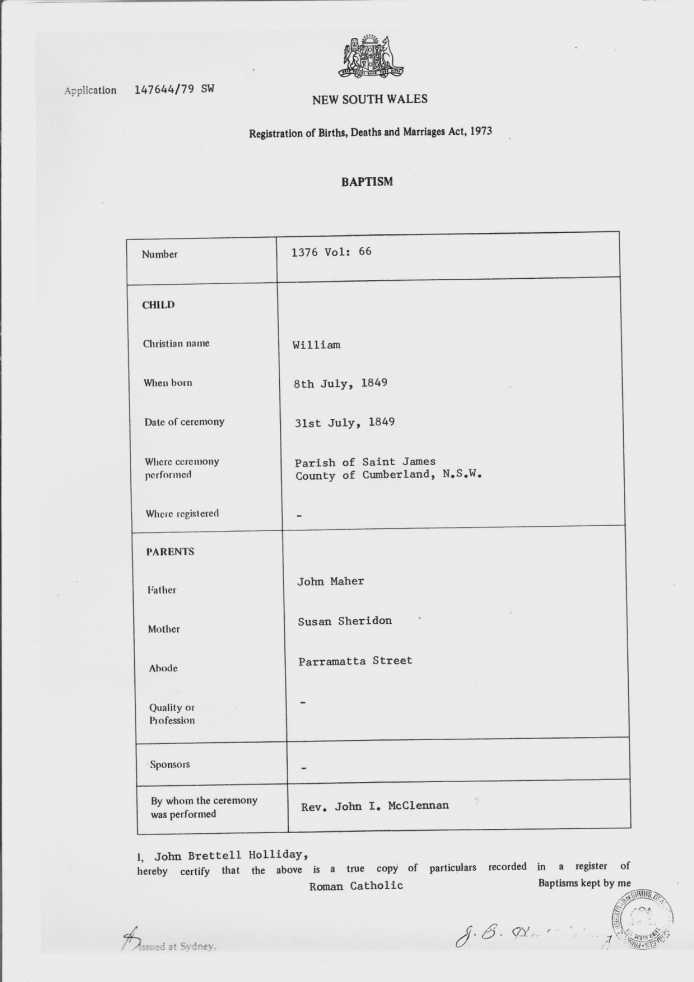 Application 147644/79 SW
NEW SOUTH WALES
Registration of Births, Deaths and Marriages Act, 1973
BAPTISM
Number 1376 Vol: 66
CHILD
Christian name William
When born 8th July, 1849
Date of ceremony 31st July, 1849
Where ceremony Parish of Saint James
performed County of Cumberland, N.S.W.
Where registered -
PARENTS
Father John Maher
Mother Susan Sheridon
Abode Parramatta Street
Quality or -
Profession
Sponsors -
By whom the ceremony Rev. John I. McClennan
was performed
I, John Brettell Holliday,
hereby certify that the above is a true copy of particulars recorded in a register of
Roman Catholic Baptisms kept by me
J. B.
Issued at Sydney.